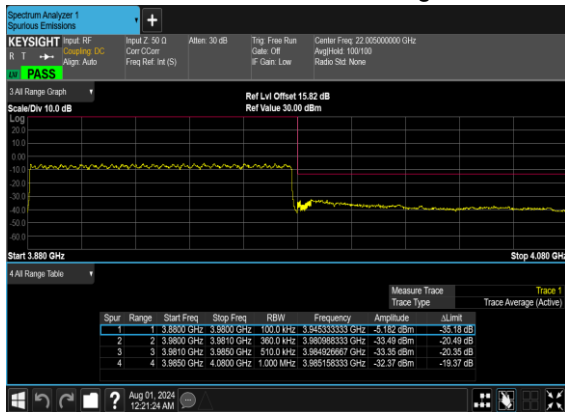 Spectrum Analyzer 1
Spurious Emissions
KEYSIGHT Input: RF Input Z: 50 Ω Atten: 30 dB Trig: Free Run Center Freq: 22.005000000 GHz
R T Coupling: DC Corr CCorr Gate: Off Avg|Hold: 100/100
Align: Auto Freq Ref: Int (S) IF Gain: Low Radio Std: None
PASS
3 All Range Graph Ref Lvl Offset 15.82 dB
Scale/Div 10.0 dB Ref Value 30.00 dBm
Log
20.0
10.0
0.00
-10.0
-20.0
-30.0
-40.0
-50.0
-60.0
Start 3.880 GHz Stop 4.080 GHz
4 All Range Table
Measure Trace Trace 1
Trace Type Trace Average (Active)
Spur Range Start Freq Stop Freq RBW Frequency Amplitude ΔLimit
1 1 3.8800 GHz 3.9800 GHz 100.0 kHz 3.945333333 GHz -5.182 dBm -35.18 dB
2 2 3.9800 GHz 3.9810 GHz 360.0 kHz 3.980988333 GHz -33.49 dBm -20.49 dB
3 3 3.9810 GHz 3.9850 GHz 510.0 kHz 3.984926667 GHz -33.35 dBm -20.35 dB
4 4 3.9850 GHz 4.0800 GHz 1.000 MHz 3.985158333 GHz -32.37 dBm -19.37 dB
? Aug 01, 2024
12:21:24 AM